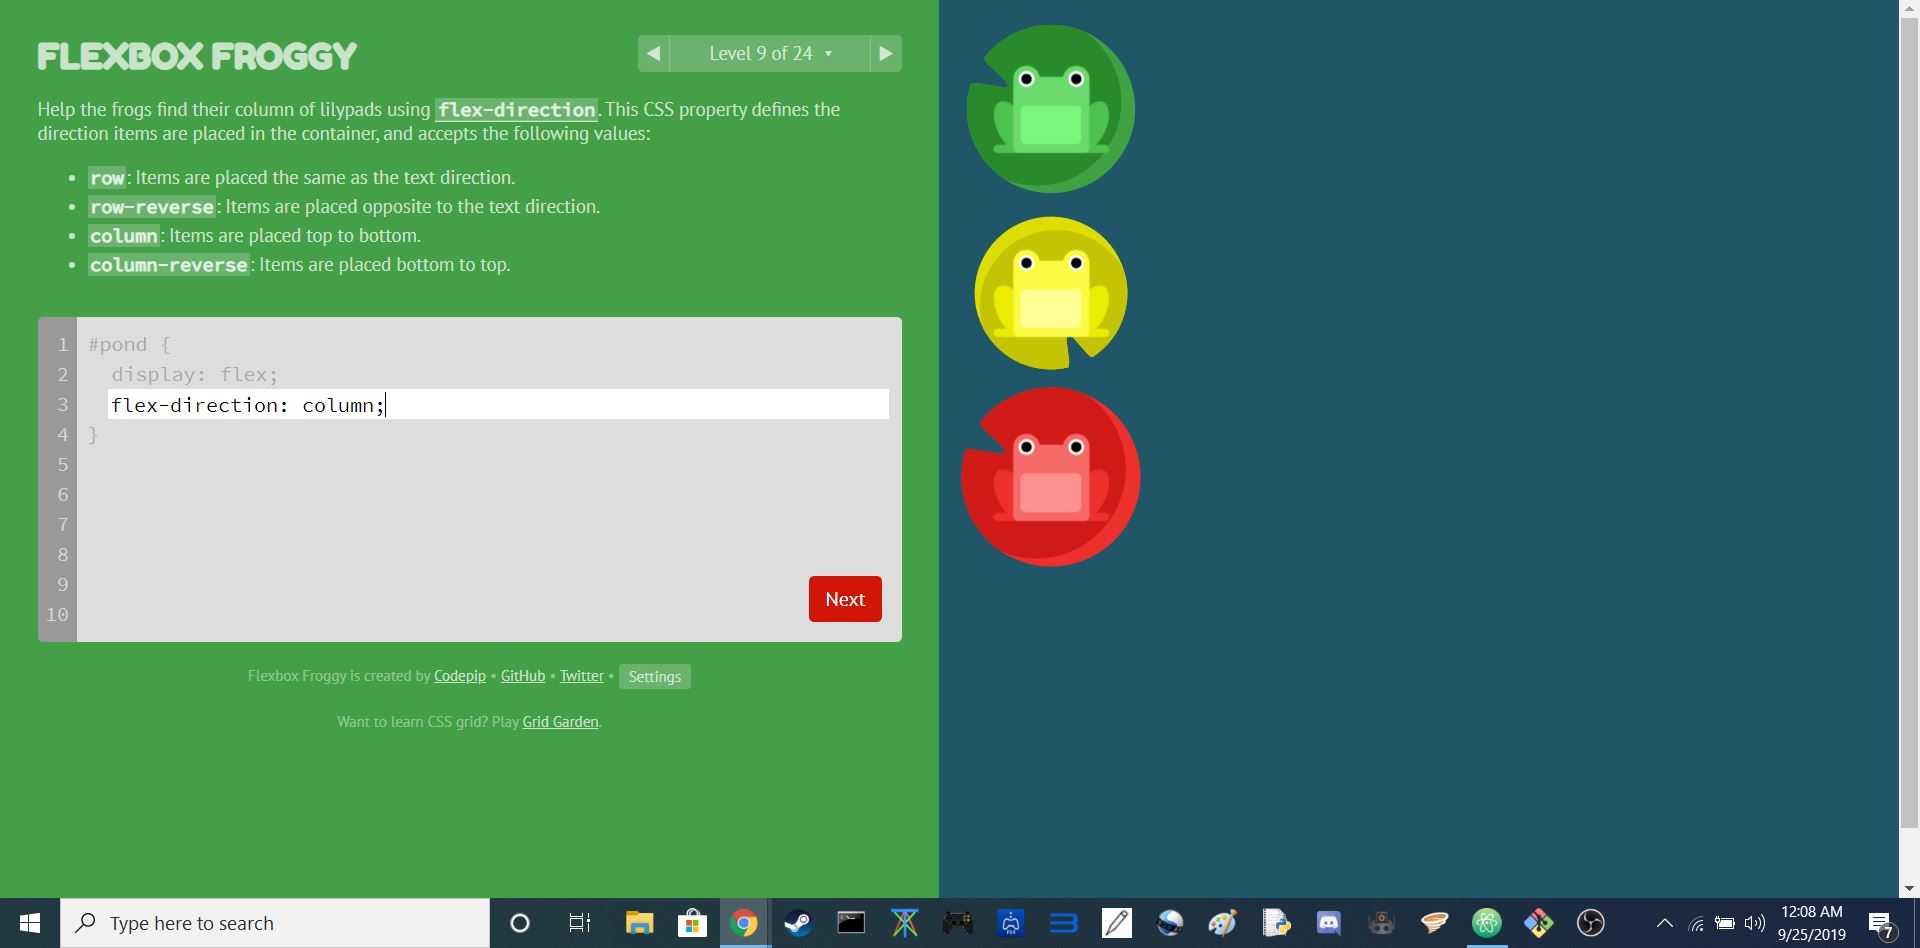 FLEXBOX FROGGY
◀ Level 9 of 24 ▼ ▶
Help the frogs find their column of lilypads using flex-direction. This CSS property defines the
direction items are placed in the container, and accepts the following values:
• row: Items are placed the same as the text direction.
• row-reverse: Items are placed opposite to the text direction.
• column: Items are placed top to bottom.
• column-reverse: Items are placed bottom to top.
1 #pond {
2 display: flex;
3 flex-direction: column;
4 }
5
6
7
8
9
10
Next
Flexbox Froggy is created by Codepip • GitHub • Twitter • Settings
Want to learn CSS grid? Play Grid Garden.
Type here to search
12:08 AM
9/25/2019
7